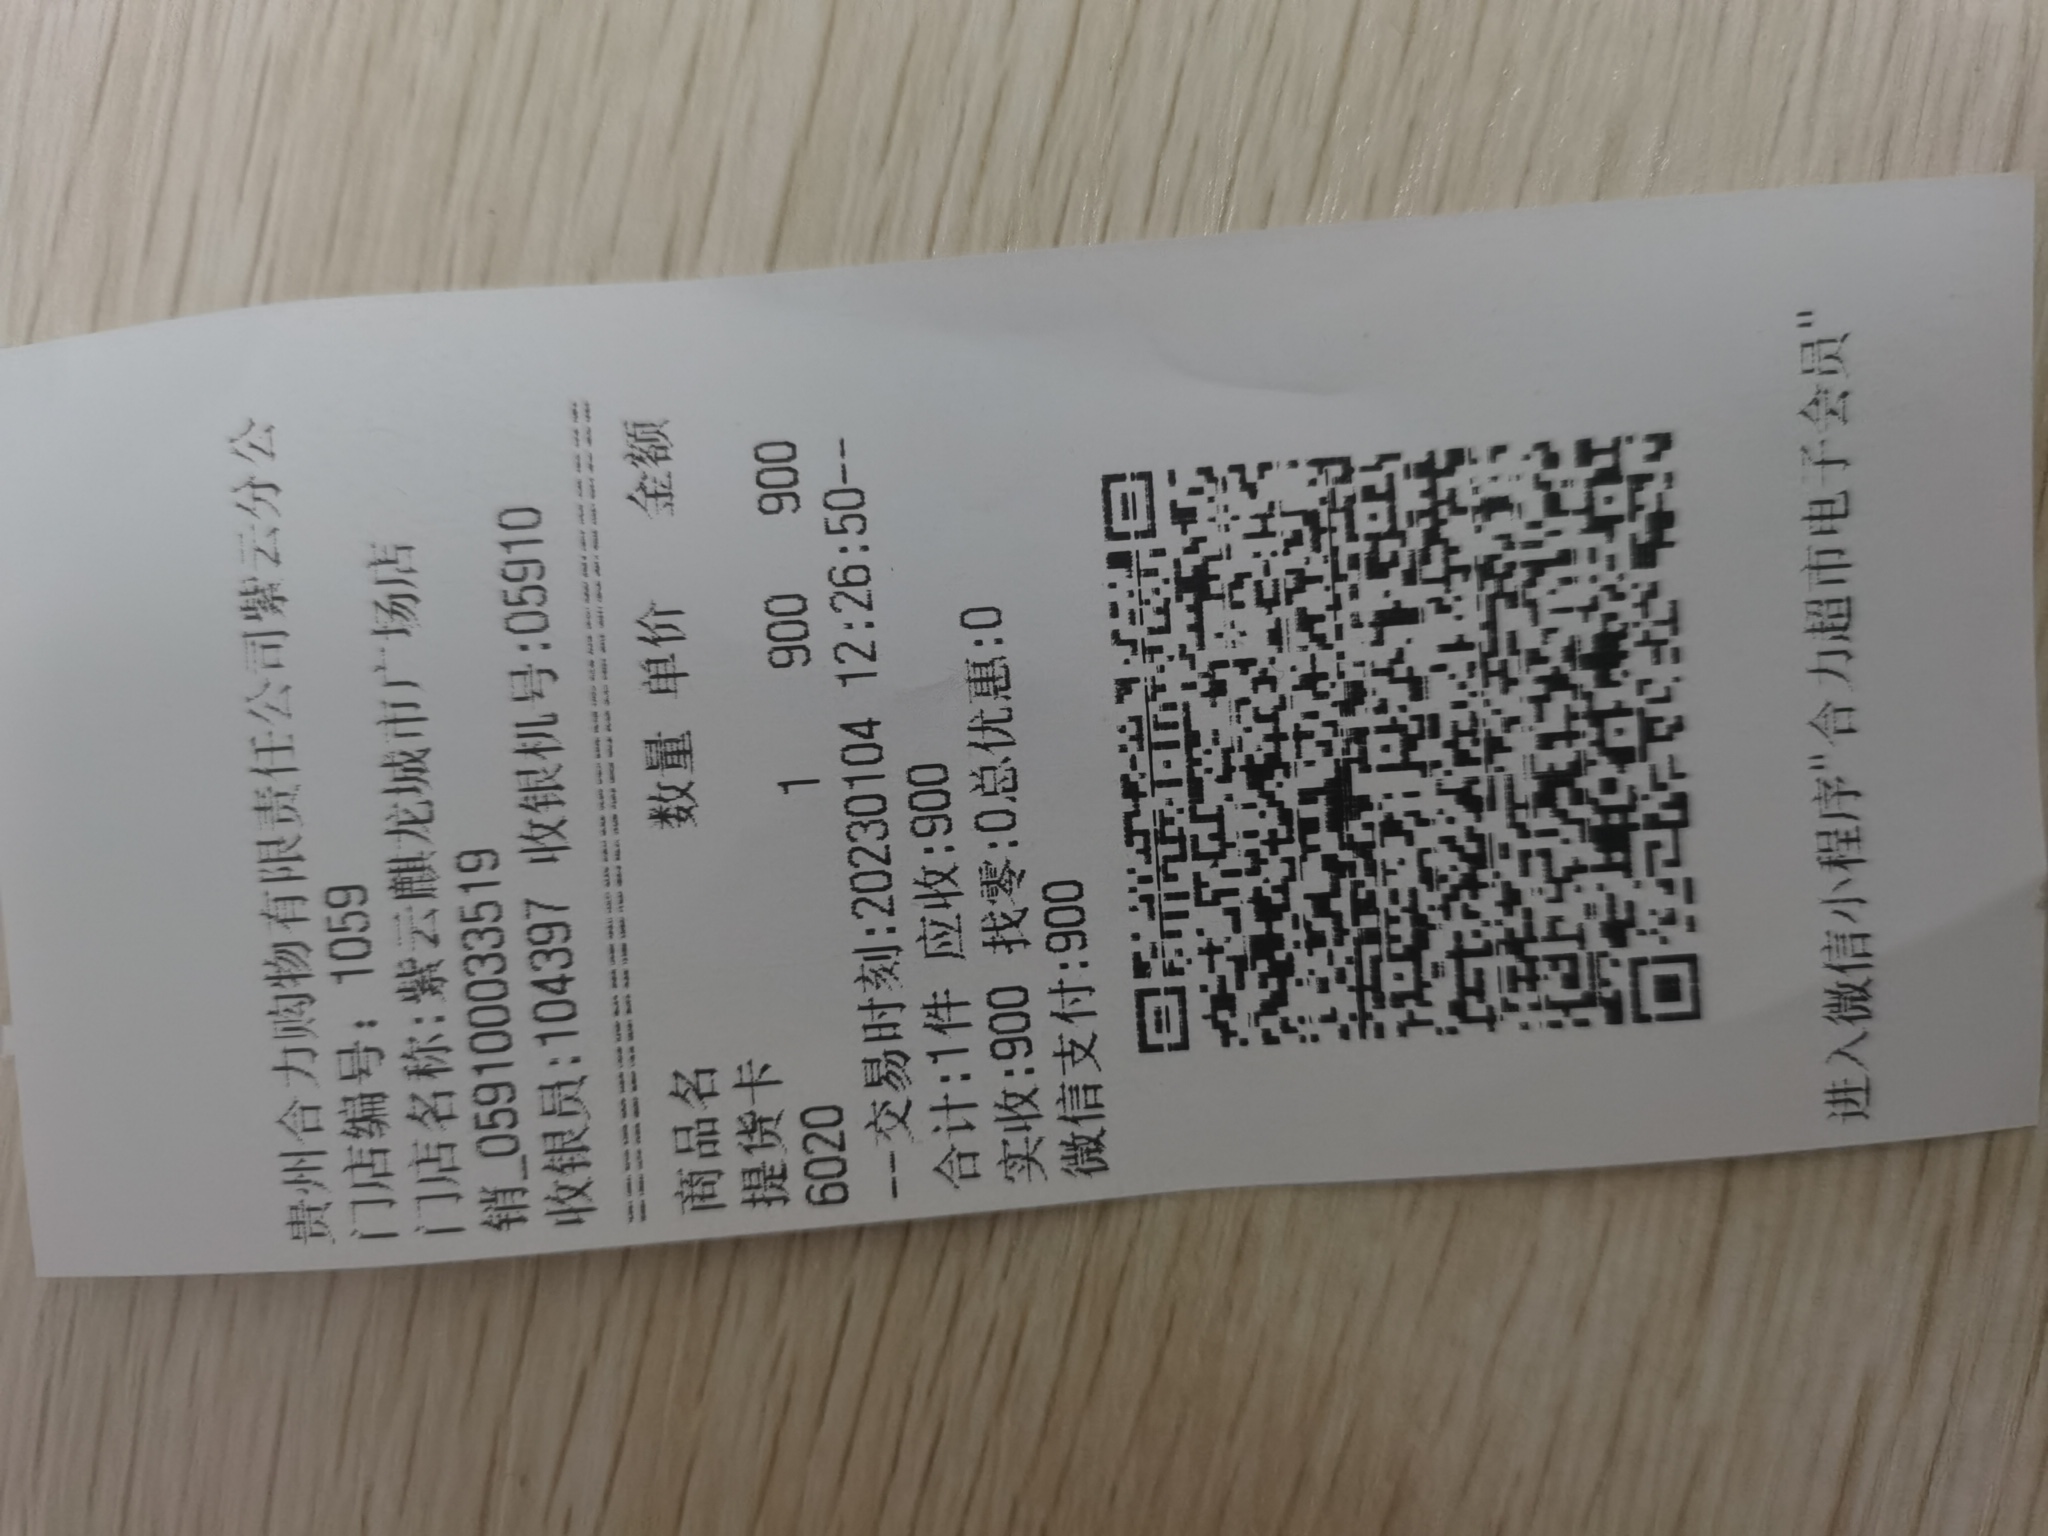 贵州合力购物有限责任公司紫云分公
门店编号: 1059
门店名称:紫云麒龙城市广场店
销_059100033519
收银员:104397 收银机号:05910
================================
商品名 数量 单价 金额
提货卡
6020 1 900 900
--交易时刻:20230104 12:26:50--
合计:1件 应收:900
实收:900 找零:0总优惠:0
微信支付:900
进入微信小程序"合力超市电子会员"